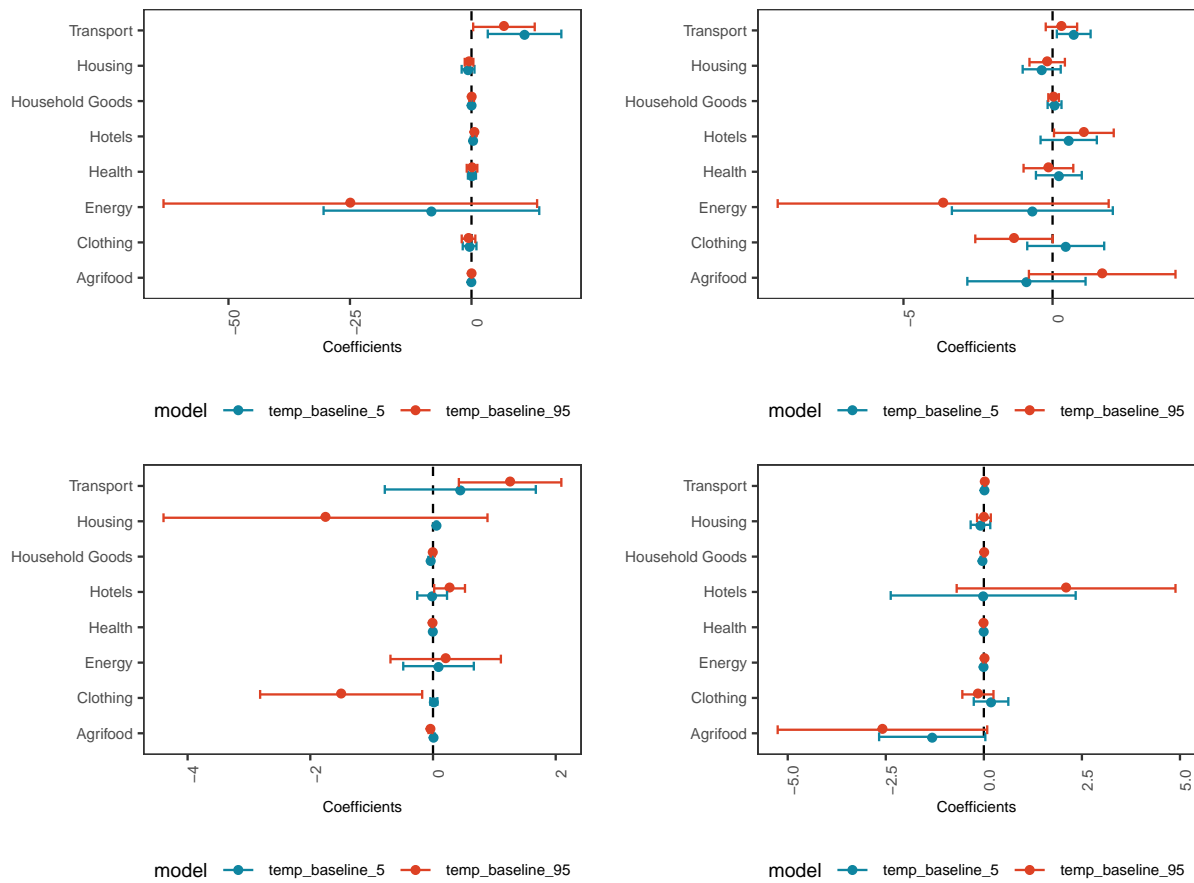 Transport
Housing
Household Goods
Hotels
Health
Energy
Clothing
Agrifood
-50
-25
0
Coefficients
model temp_baseline_5 temp_baseline_95
Transport
Housing
Household Goods
Hotels
Health
Energy
Clothing
Agrifood
-5
0
Coefficients
model temp_baseline_5 temp_baseline_95
Transport
Housing
Household Goods
Hotels
Health
Energy
Clothing
Agrifood
-4
-2
0
2
Coefficients
model temp_baseline_5 temp_baseline_95
Transport
Housing
Household Goods
Hotels
Health
Energy
Clothing
Agrifood
-5.0
-2.5
0.0
2.5
5.0
Coefficients
model temp_baseline_5 temp_baseline_95